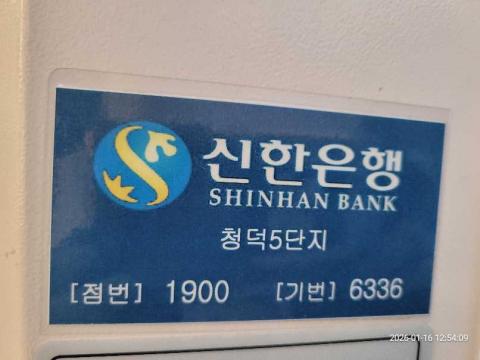 신한은행
SHINHAN BANK
청덕5단지
[점번] 1900 [기번] 6336
2026-01-16 12:54:09